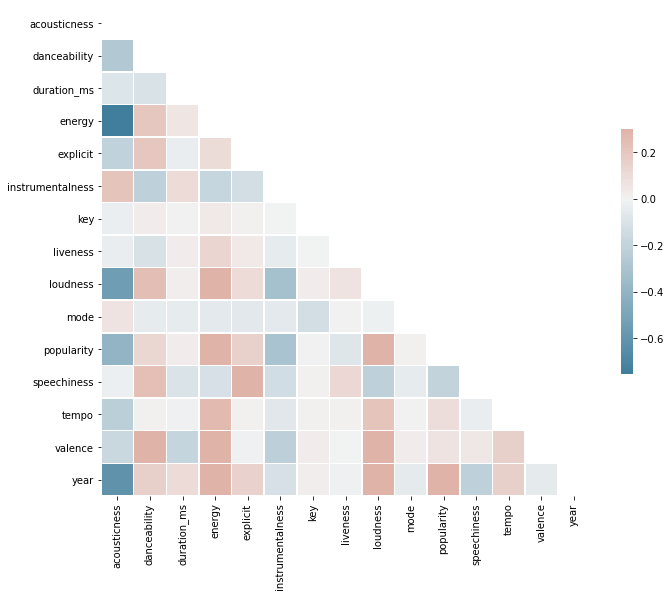 acousticness
danceability
duration_ms
energy
explicit
instrumentalness
key
liveness
loudness
mode
popularity
speechiness
tempo
valence
year
0.2
0.0
−0.2
−0.4
−0.6
acousticness
danceability
duration_ms
energy
explicit
instrumentalness
key
liveness
loudness
mode
popularity
speechiness
tempo
valence
year